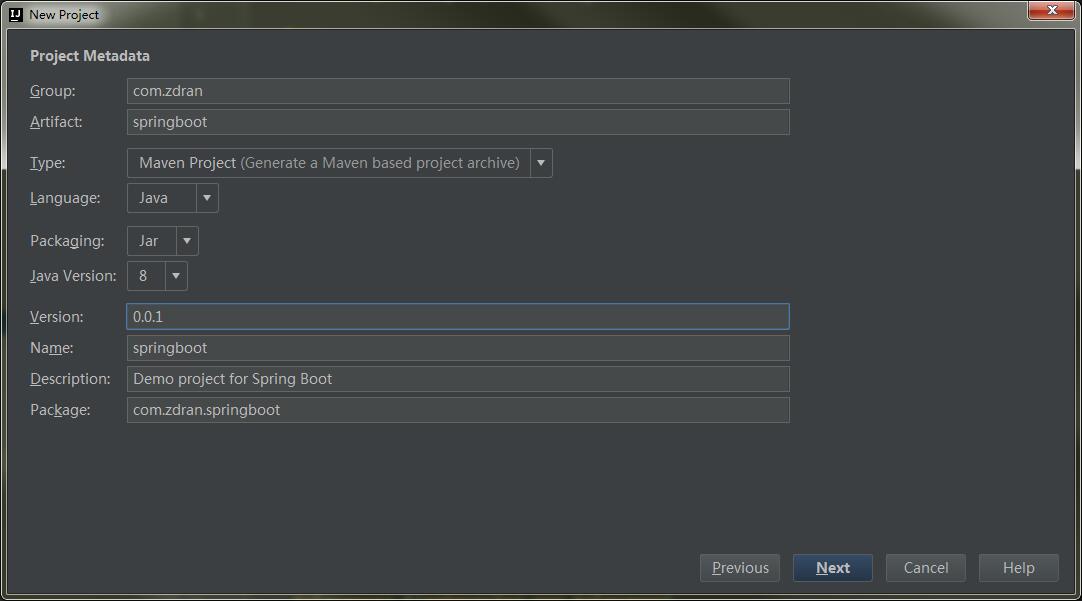 IJ New Project
Project Metadata
Group: com.zdran
Artifact: springboot
Type: Maven Project (Generate a Maven based project archive)
Language: Java
Packaging: Jar
Java Version: 8
Version: 0.0.1
Name: springboot
Description: Demo project for Spring Boot
Package: com.zdran.springboot
Previous Next Cancel Help